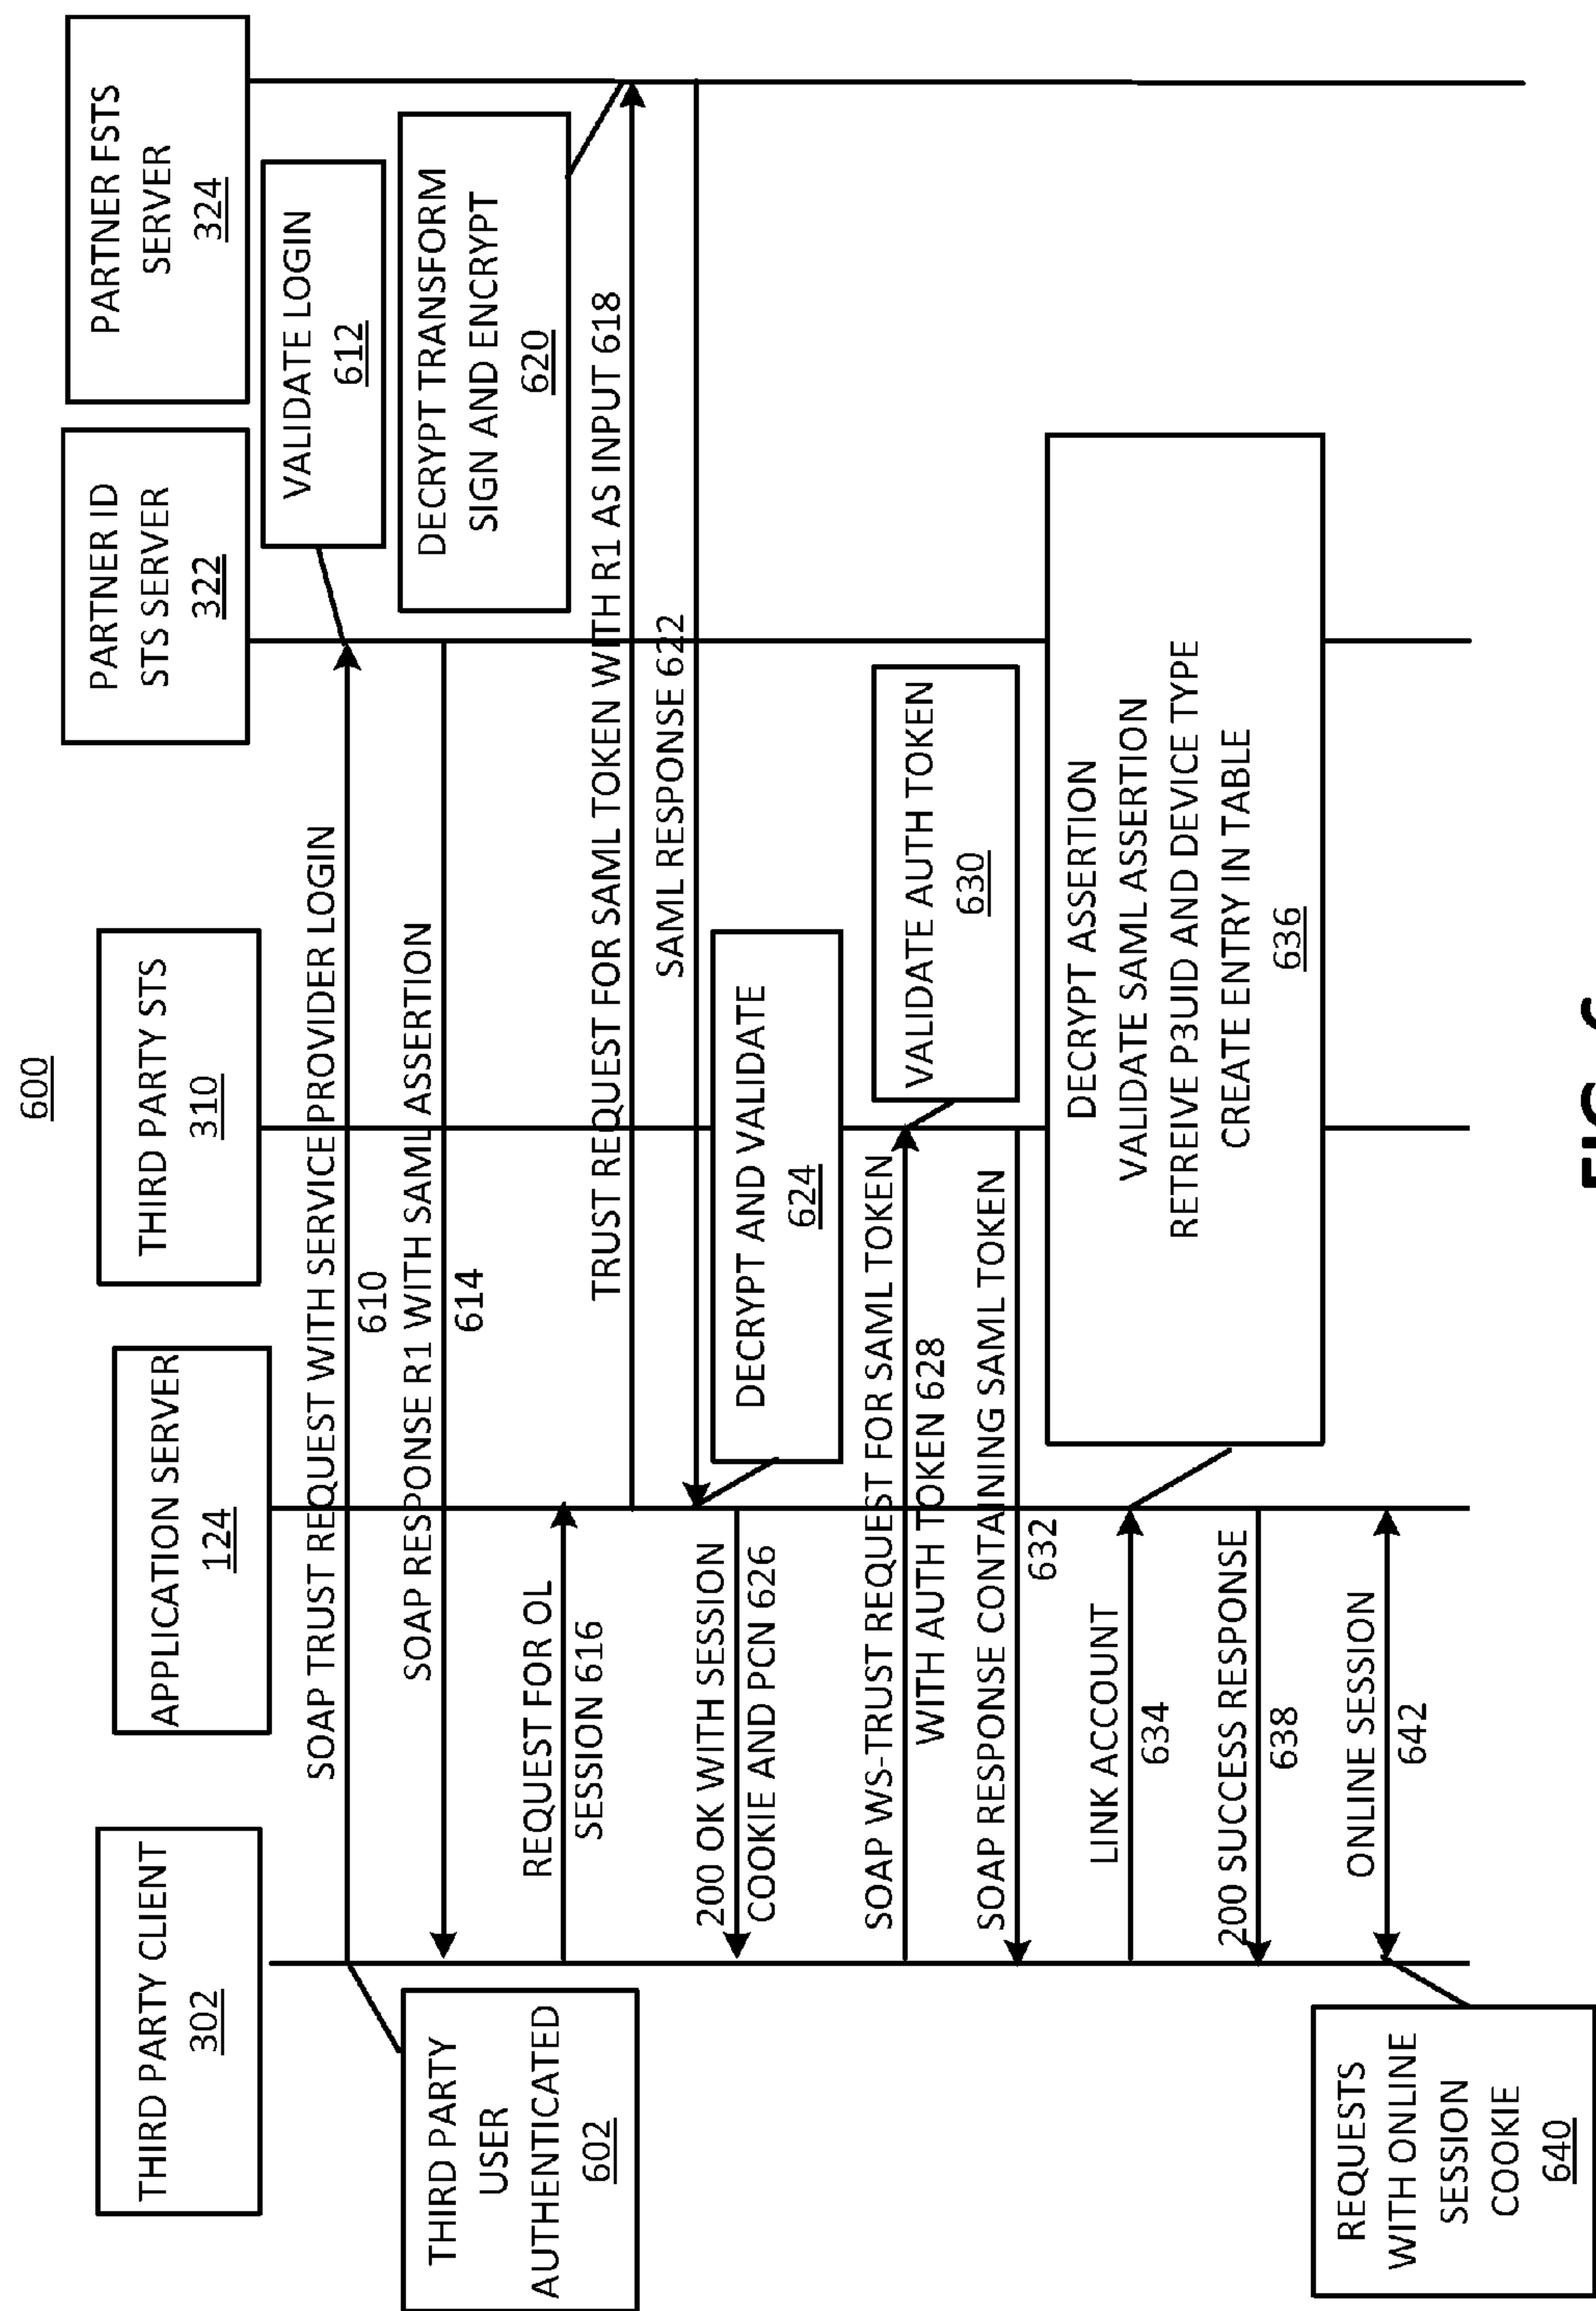 600
THIRD PARTY CLIENT
302
APPLICATION SERVER
124
THIRD PARTY STS
310
PARTNER ID
STS SERVER
322
PARTNER FSTS
SERVER
324
SOAP TRUST REQUEST WITH SERVICE PROVIDER LOGIN
610
VALIDATE LOGIN
612
THIRD PARTY
USER
AUTHENTICATED
602
SOAP RESPONSE R1 WITH SAML ASSERTION
614
DECRYPT TRANSFORM
SIGN AND ENCRYPT
620
REQUEST FOR OL
SESSION 616
TRUST REQUEST FOR SAML TOKEN WITH R1 AS INPUT 618
SAML RESPONSE 622
200 OK WITH SESSION
COOKIE AND PCN 626
DECRYPT AND VALIDATE
624
SOAP WS-TRUST REQUEST FOR SAML TOKEN
WITH AUTH TOKEN 628
VALIDATE AUTH TOKEN
630
SOAP RESPONSE CONTAINING SAML TOKEN
632
LINK ACCOUNT
634
DECRYPT ASSERTION
VALIDATE SAML ASSERTION
RETREIVE P3UID AND DEVICE TYPE
CREATE ENTRY IN TABLE
636
200 SUCCESS RESPONSE
638
ONLINE SESSION
642
REQUESTS
WITH ONLINE
SESSION
COOKIE
640
FIG. 6